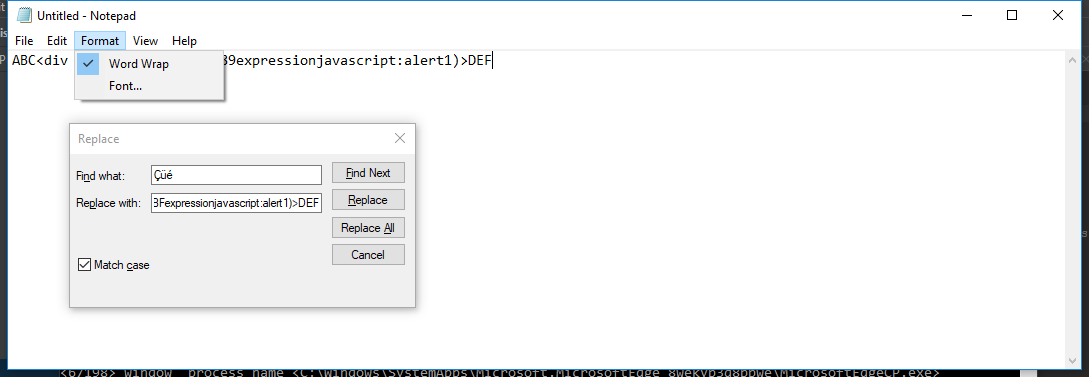 Untitled - Notepad
File Edit Format View Help
ABC<div 39expressionjavascript:alert1)>DEF
Word Wrap
Font...
Replace
Find what: Çüé Find Next
Replace with: 3FexpressionJavascript:alert1)>DEF Replace
Replace All
Cancel
Match case
<6/198> window process name <C:\Windows\SystemApps\Microsoft.MicrosoftEdge_8wekyb3d8bbwe\MicrosoftEdgeCP.exe>